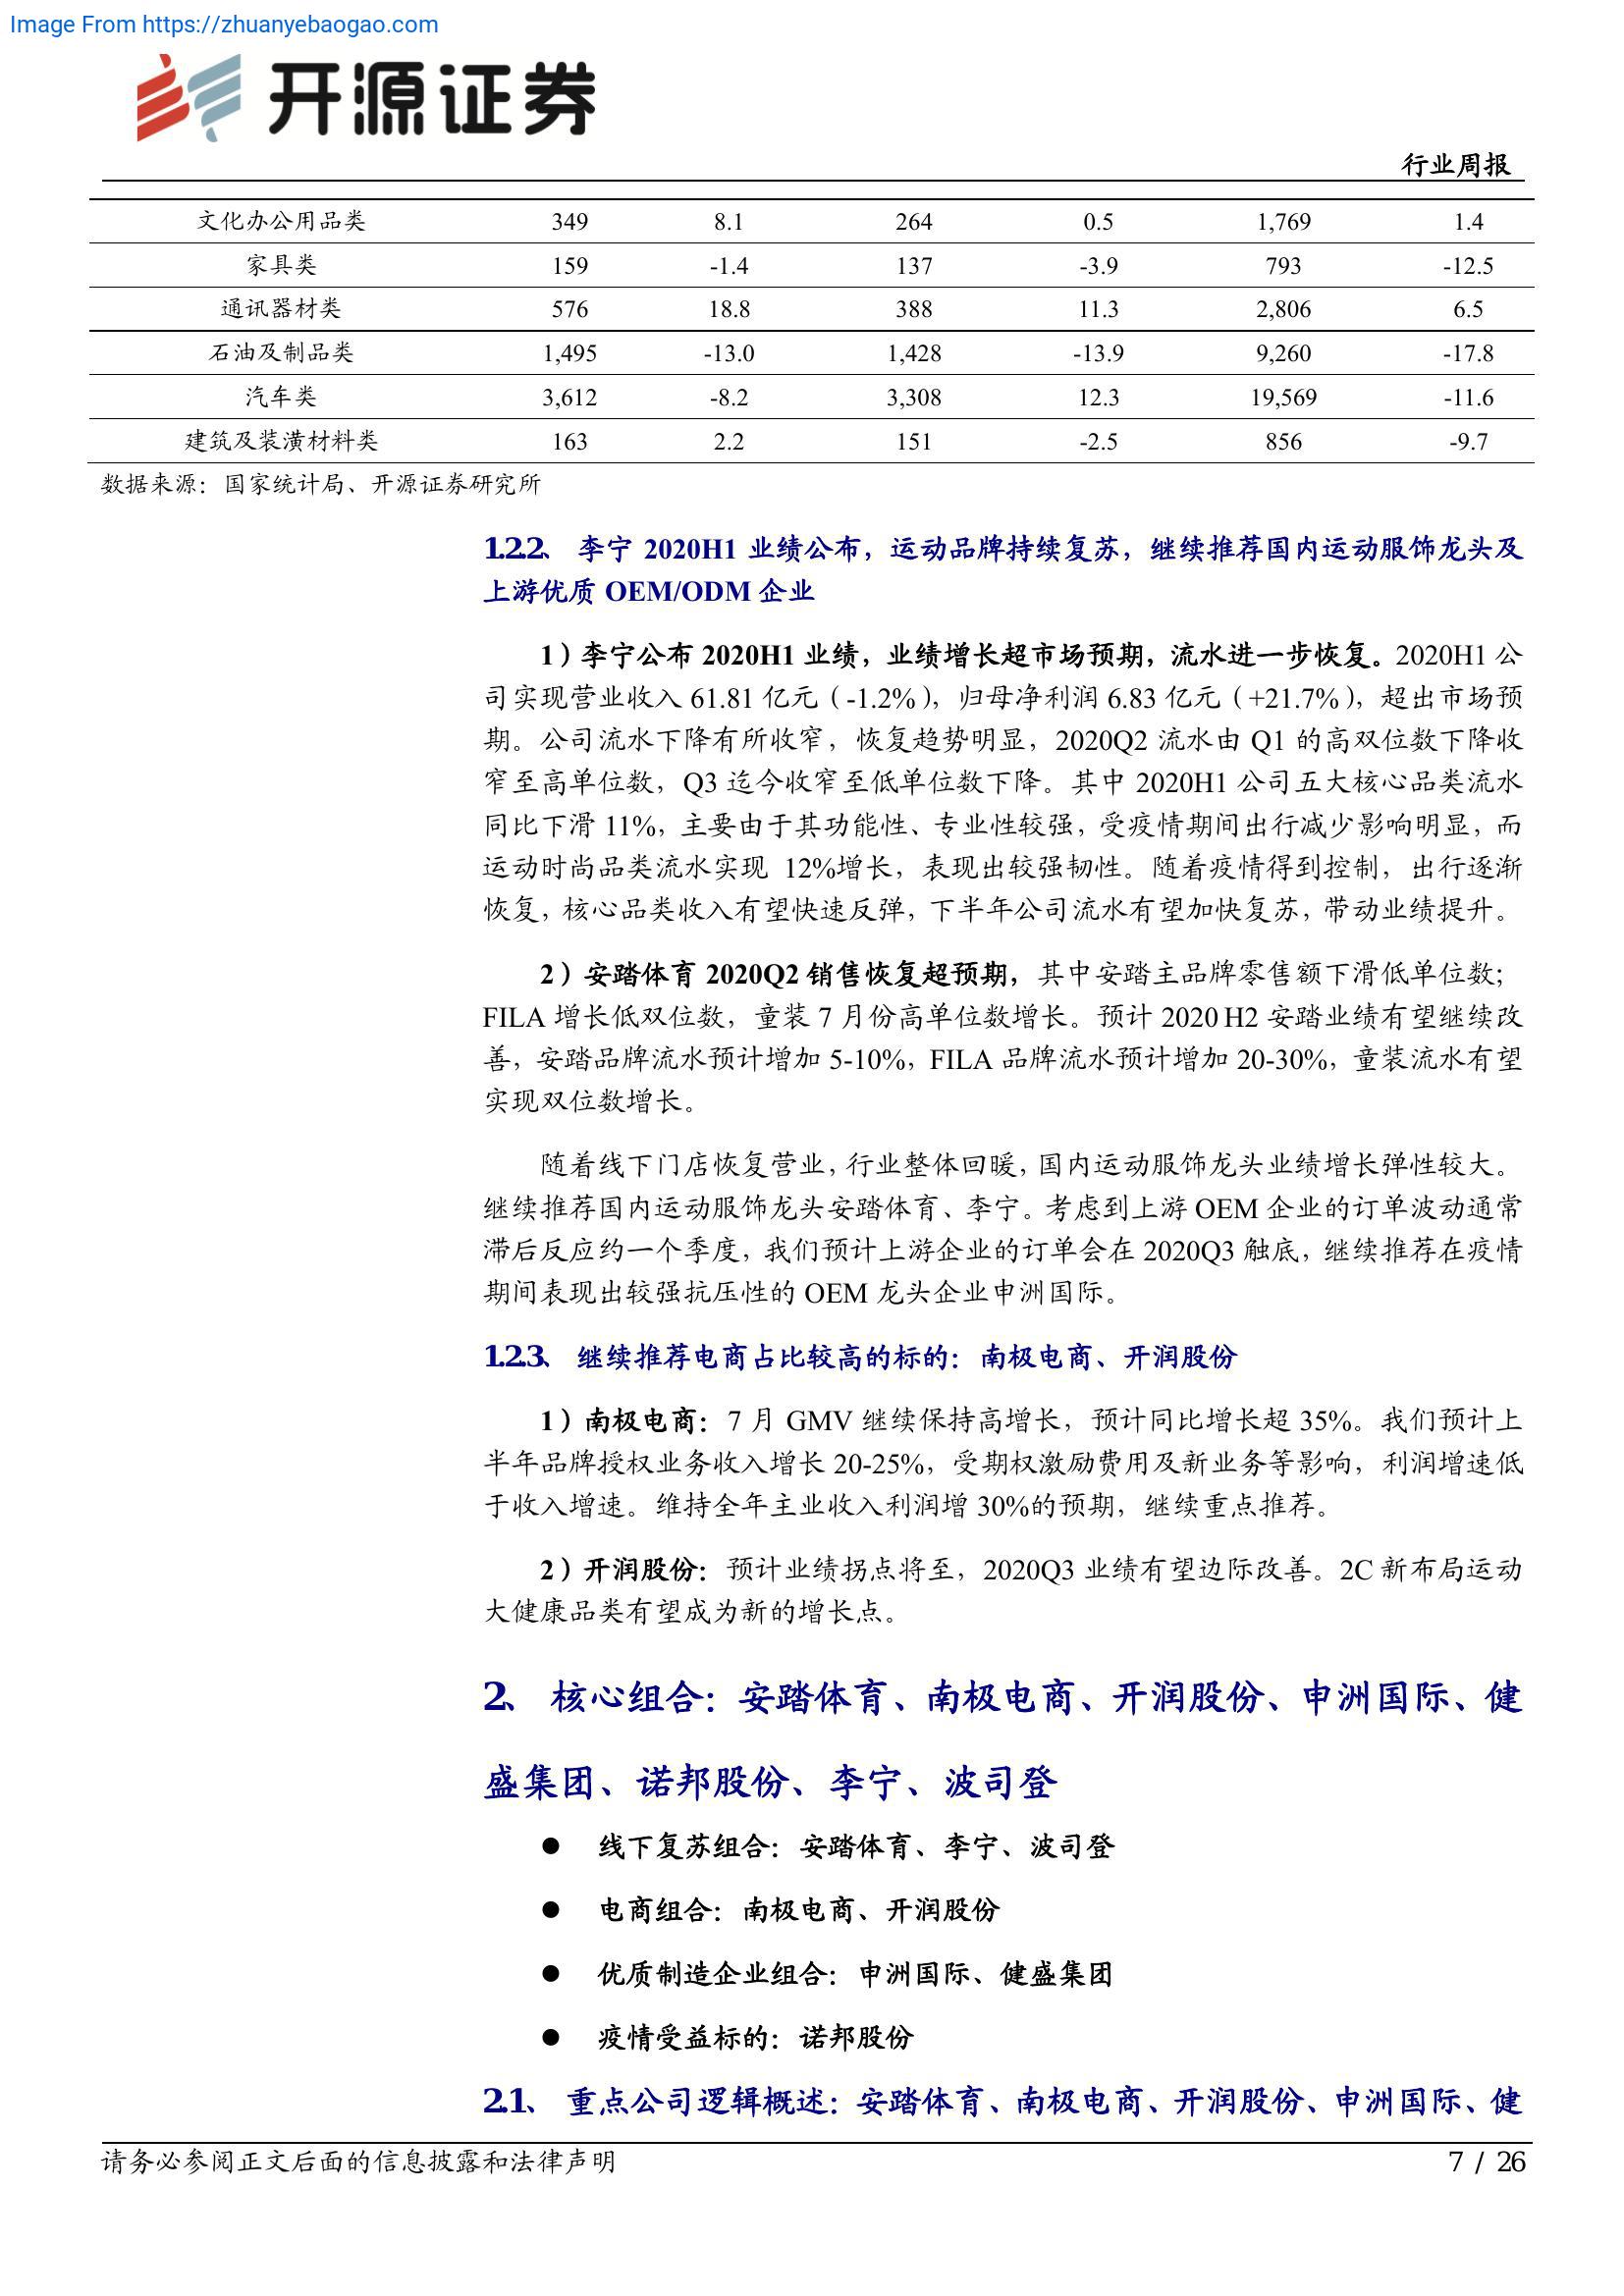 Image From https://zhuanyebaogao.com
开源证券
行业周报
文化办公用品类 349 8.1 264 0.5 1,769 1.4
家具类 159 -1.4 137 -3.9 793 -12.5
通讯器材类 576 18.8 388 11.3 2,806 6.5
石油及制品类 1,495 -13.0 1,428 -13.9 9,260 -17.8
汽车类 3,612 -8.2 3,308 12.3 19,569 -11.6
建筑及装潢材料类 163 2.2 151 -2.5 856 -9.7
数据来源：国家统计局、开源证券研究所
1.2.2、 李宁 2020H1 业绩公布，运动品牌持续复苏，继续推荐国内运动服饰龙头及
上游优质 OEM/ODM 企业
1）李宁公布 2020H1 业绩，业绩增长超市场预期，流水进一步恢复。2020H1 公
司实现营业收入 61.81 亿元（-1.2%），归母净利润 6.83 亿元（+21.7%），超出市场预
期。公司流水下降有所收窄，恢复趋势明显，2020Q2 流水由 Q1 的高双位数下降收
窄至高单位数，Q3 迄今收窄至低单位数下降。其中 2020H1 公司五大核心品类流水
同比下滑 11%，主要由于其功能性、专业性较强，受疫情期间出行减少影响明显，而
运动时尚品类流水实现 12%增长，表现出较强韧性。随着疫情得到控制，出行逐渐
恢复，核心品类收入有望快速反弹，下半年公司流水有望加快复苏，带动业绩提升。
2）安踏体育 2020Q2 销售恢复超预期，其中安踏主品牌零售额下滑低单位数；
FILA 增长低双位数，童装 7 月份高单位数增长。预计 2020 H2 安踏业绩有望继续改
善，安踏品牌流水预计增加 5-10%，FILA 品牌流水预计增加 20-30%，童装流水有望
实现双位数增长。
随着线下门店恢复营业，行业整体回暖，国内运动服饰龙头业绩增长弹性较大。
继续推荐国内运动服饰龙头安踏体育、李宁。考虑到上游 OEM 企业的订单波动通常
滞后反应约一个季度，我们预计上游企业的订单会在 2020Q3 触底，继续推荐在疫情
期间表现出较强抗压性的 OEM 龙头企业申洲国际。
1.2.3、 继续推荐电商占比较高的标的：南极电商、开润股份
1）南极电商：7 月 GMV 继续保持高增长，预计同比增长超 35%。我们预计上
半年品牌授权业务收入增长 20-25%，受期权激励费用及新业务等影响，利润增速低
于收入增速。维持全年主业收入利润增 30%的预期，继续重点推荐。
2）开润股份：预计业绩拐点将至，2020Q3 业绩有望边际改善。2C 新布局运动
大健康品类有望成为新的增长点。
2、 核心组合：安踏体育、南极电商、开润股份、申洲国际、健
盛集团、诺邦股份、李宁、波司登
● 线下复苏组合：安踏体育、李宁、波司登
● 电商组合：南极电商、开润股份
● 优质制造企业组合：申洲国际、健盛集团
● 疫情受益标的：诺邦股份
2.1、 重点公司逻辑概述：安踏体育、南极电商、开润股份、申洲国际、健
请务必参阅正文后面的信息披露和法律声明 7 / 26